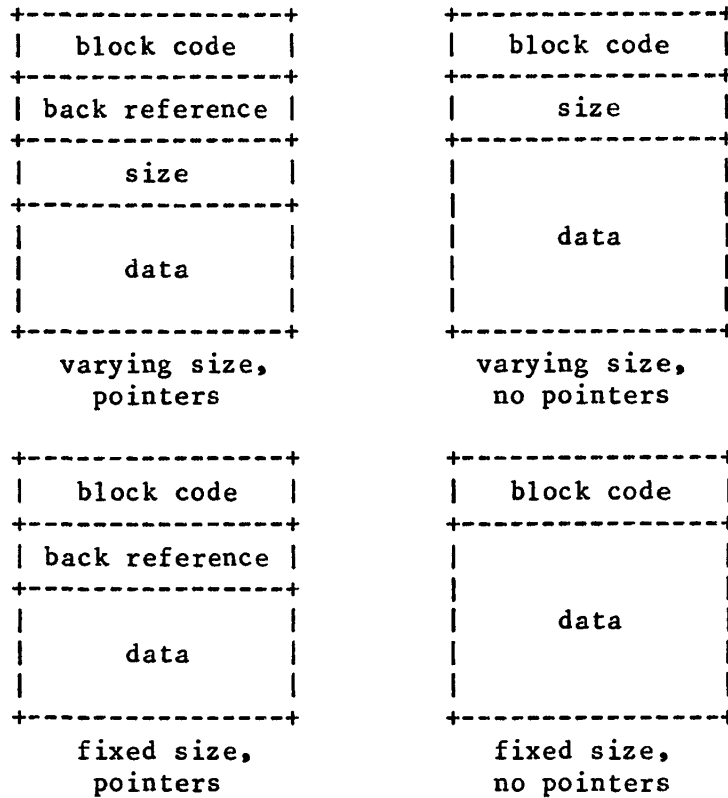 block code
back reference
size
data
varying size,
pointers
block code
size
data
varying size,
no pointers
block code
back reference
data
fixed size,
pointers
block code
data
fixed size,
no pointers